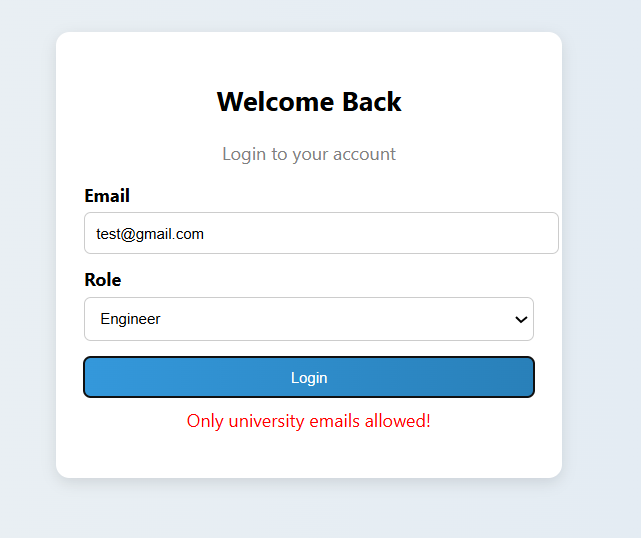 Welcome Back
Login to your account
Email
test@gmail.com
Role
Engineer
Login
Only university emails allowed!